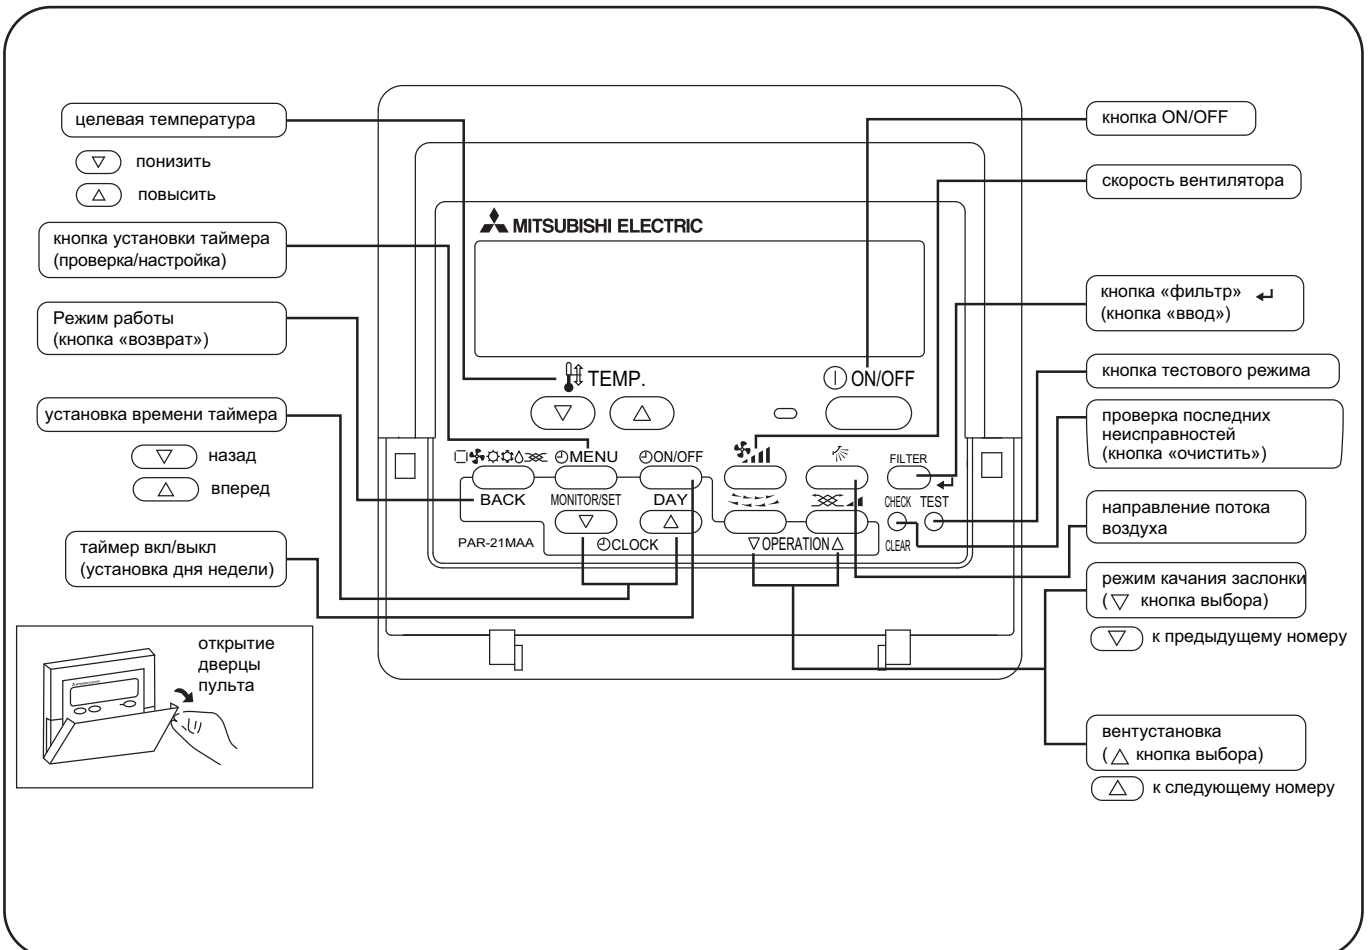 целевая температура
понизить
повысить
кнопка установки таймера
(проверка/настройка)
Режим работы
(кнопка «возврат»)
установка времени таймера
назад
вперед
таймер вкл/выкл
(установка дня недели)
открытие
дверцы
пульта
MITSUBISHI ELECTRIC
TEMP.
ON/OFF
MENU
ON/OFF
FILTER
BACK
MONITOR/SET
DAY
CHECK
TEST
PAR-21MAA
CLOCK
▽ OPERATION △
CLEAR
кнопка ON/OFF
скорость вентилятора
кнопка «фильтр» ↵
(кнопка «ввод»)
кнопка тестового режима
проверка последних
неисправностей
(кнопка «очистить»)
направление потока
воздуха
режим качания заслонки
(▽ кнопка выбора)
к предыдущему номеру
вентустановка
(△ кнопка выбора)
к следующему номеру